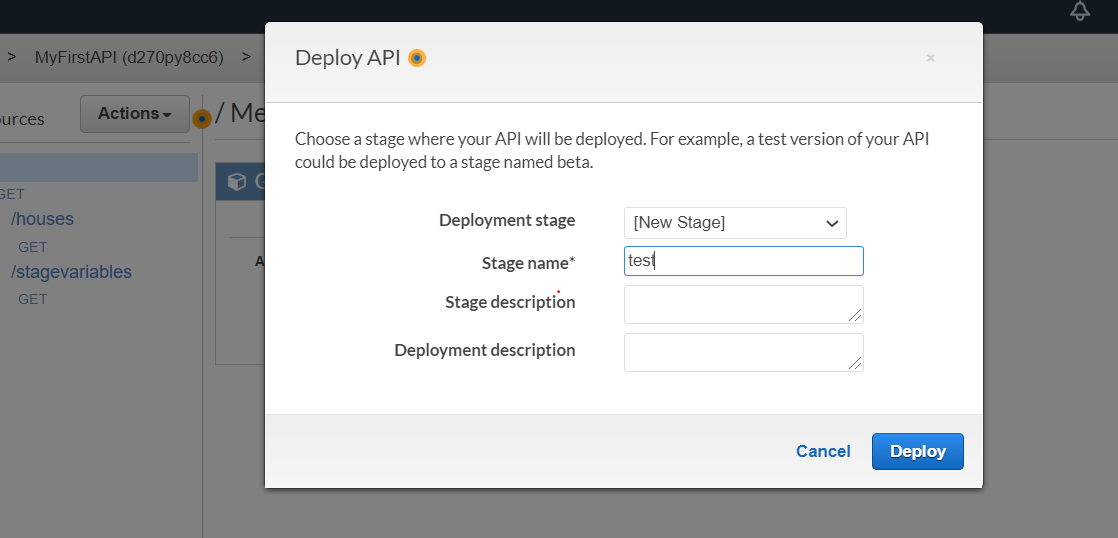 > MyFirstAPI (d270py8cc6) >
Deploy API
×
Actions
/ Me
Choose a stage where your API will be deployed. For example, a test version of your API
could be deployed to a stage named beta.
GET
/houses
GET
/stagevariables
GET
Deployment stage [New Stage]
Stage name* test
Stage description
Deployment description
Cancel Deploy